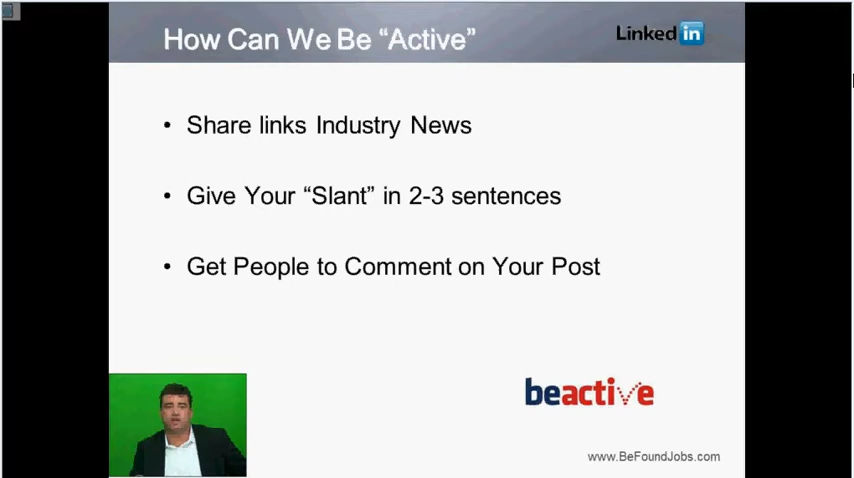 How Can We Be “Active”
Linked in
• Share links Industry News
• Give Your “Slant” in 2-3 sentences
• Get People to Comment on Your Post
beactive
www.BeFoundJobs.com